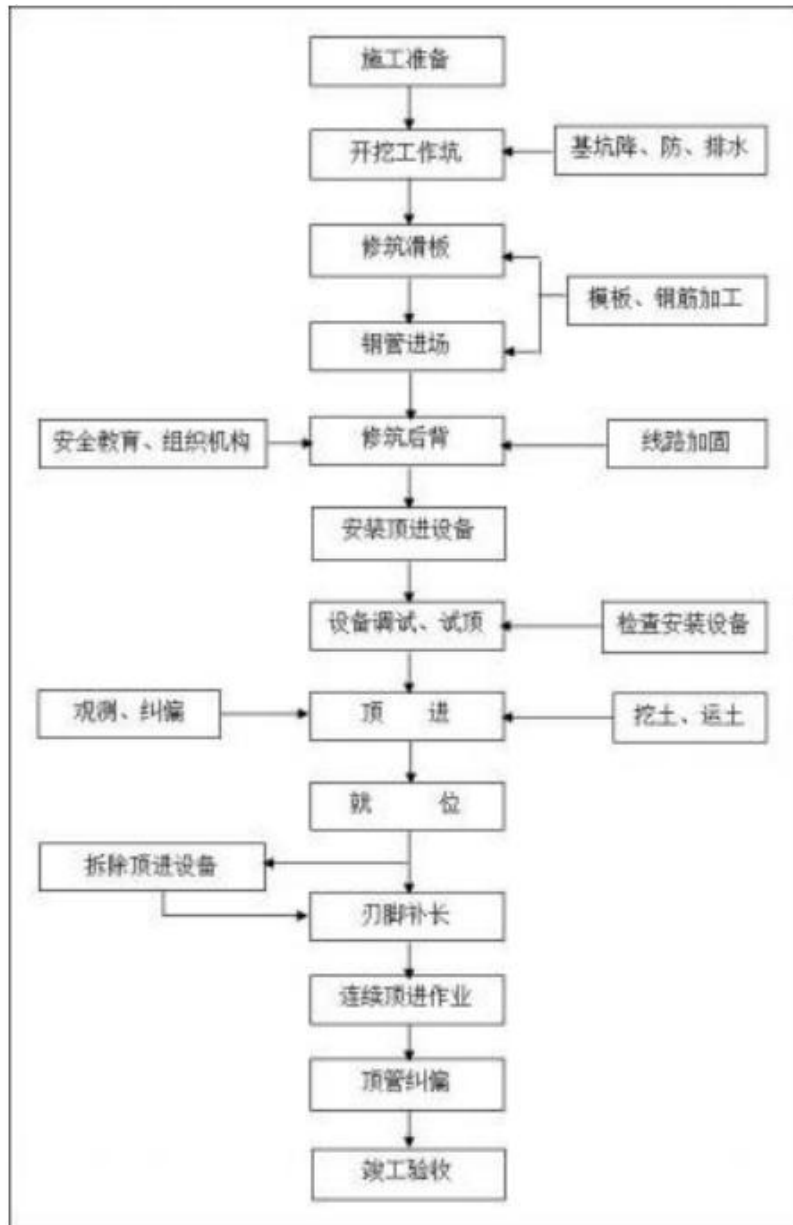 施工准备
开挖工作坑
基坑降、防、排水
修筑滑板
模板、钢筋加工
钢管进场
安全教育、组织机构
修筑后背
线路加固
安装顶进设备
设备调试、试顶
检查安装设备
观测、纠偏
顶 进
挖土、运土
就 位
拆除顶进设备
刃脚补长
连续顶进作业
顶管纠偏
竣工验收